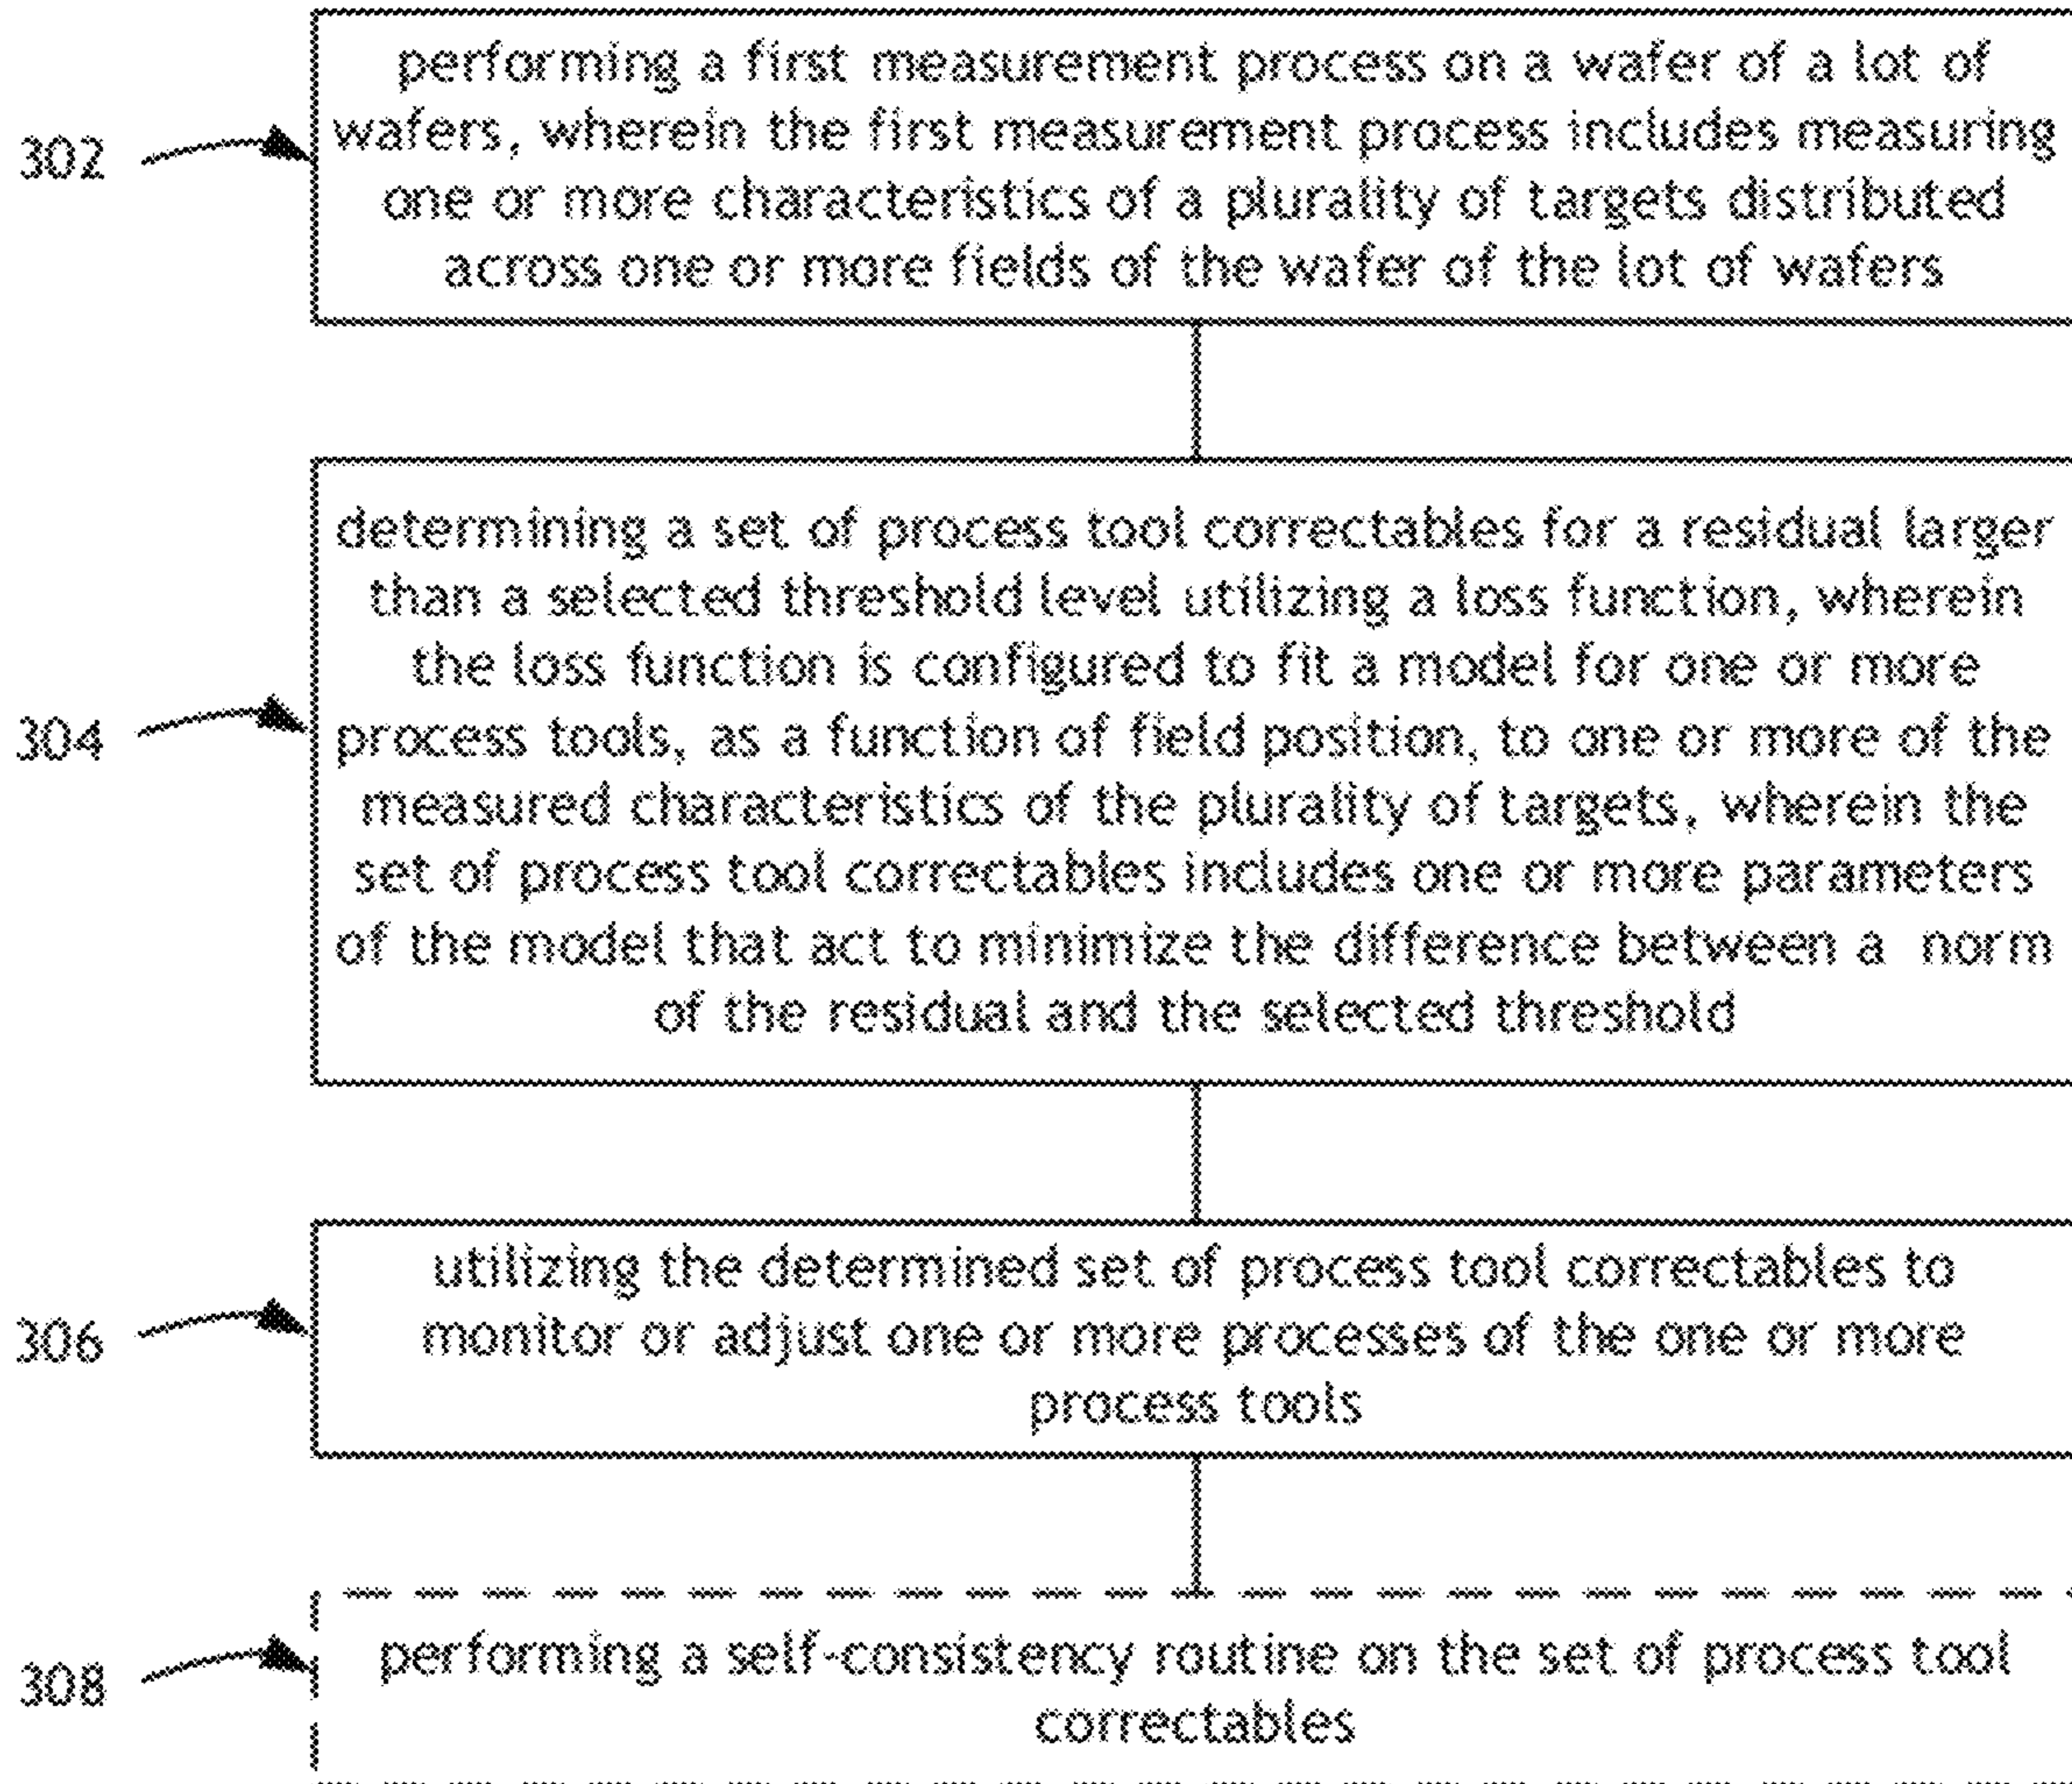 performing a first measurement process on a wafer of a lot of
wafers, wherein the first measurement process includes measuring
302
one or more characteristics of a plurality of targets distributed
across one or more fields of the wafer of the lot of wafers
determining a set of process tool correctables for a residual larger
than a selected threshold level utilizing a loss function, wherein
the loss function is configured to fit a model for one or more
304
process tools, as a function of field position, to one or more of the
measured characteristics of the plurality of targets, wherein the
set of process tool correctables includes one or more parameters
of the model that act to minimize the difference between a norm
of the residual and the selected threshold
utilizing the determined set of process tool correctables to
306
monitor or adjust one or more processes of the one or more
process tools
308
performing a self-consistency routine on the set of process tool
correctables